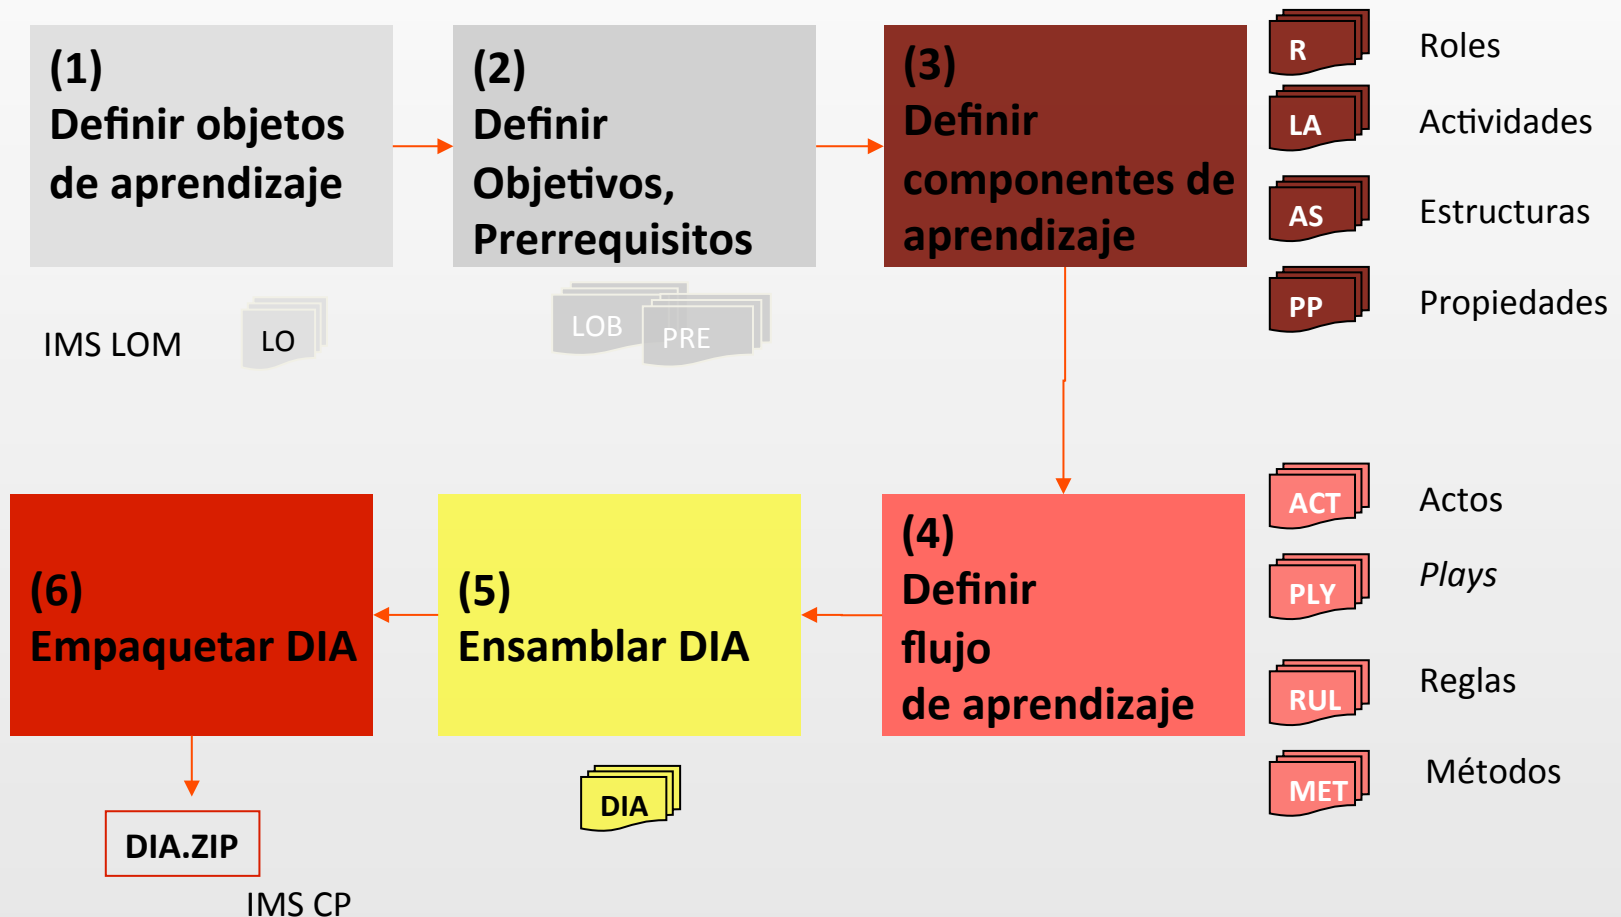 (1)
Definir objetos
de aprendizaje
(2)
Definir
Objetivos,
Prerrequisitos
(3)
Definir
componentes de
aprendizaje
R
Roles
LA
Actividades
AS
Estructuras
PP
Propiedades
IMS LOM
LO
LOB
PRE
(4)
Definir
flujo
de aprendizaje
ACT
Actos
PLY
Plays
RUL
Reglas
MET
Métodos
(5)
Ensamblar DIA
DIA
(6)
Empaquetar DIA
DIA.ZIP
IMS CP